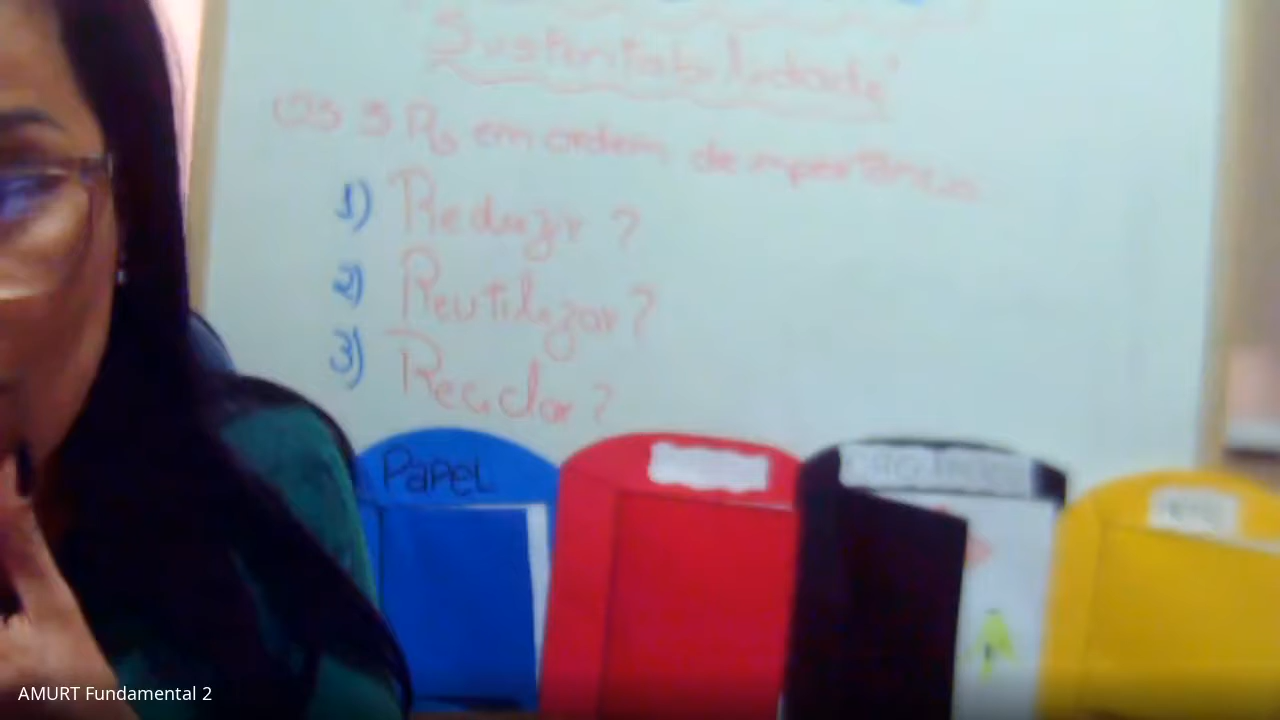 Sustentabilidade'
Os 3 Rs em ordem de importância
1) Reduzir ?
2) Reutilizar ?
3) Reciclar ?
PAPEL
AMURT Fundamental 2